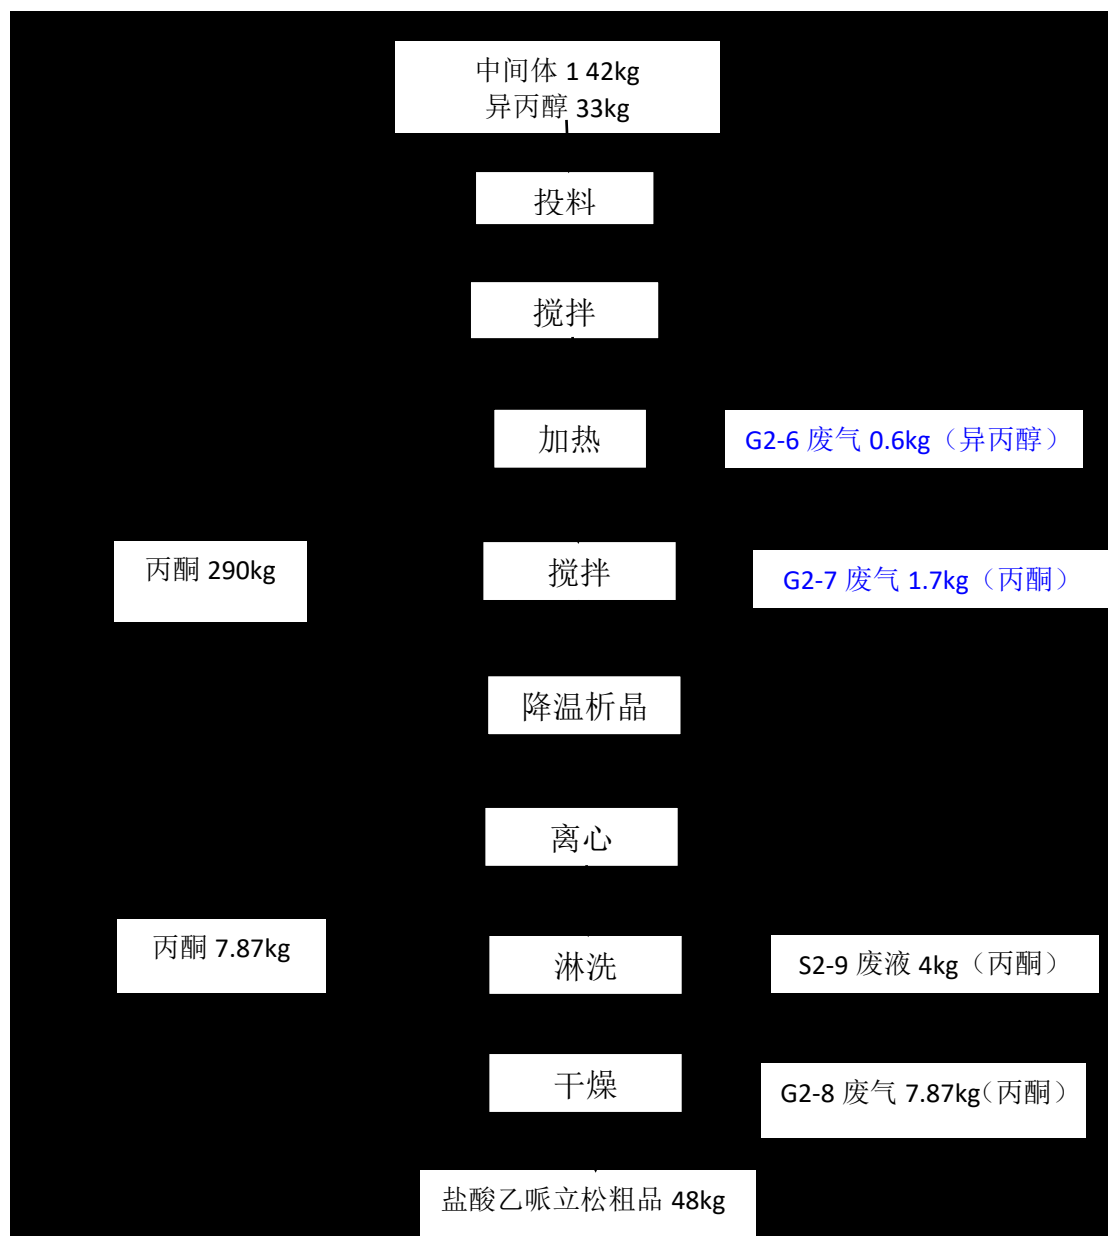 中间体 1 42kg
异丙醇 33kg
投料
搅拌
加热
G2-6 废气 0.6kg（异丙醇）
丙酮 290kg
搅拌
G2-7 废气 1.7kg（丙酮）
降温析晶
离心
丙酮 7.87kg
淋洗
S2-9 废液 4kg（丙酮）
干燥
G2-8 废气 7.87kg（丙酮）
盐酸乙哌立松粗品 48kg